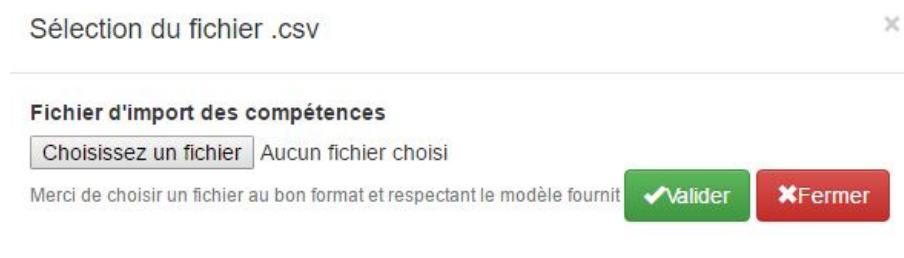 Sélection du fichier .csv ×
Fichier d'import des compétences
Choisissez un fichier Aucun fichier choisi
Merci de choisir un fichier au bon format et respectant le modèle fournit ✔Valider ✖Fermer